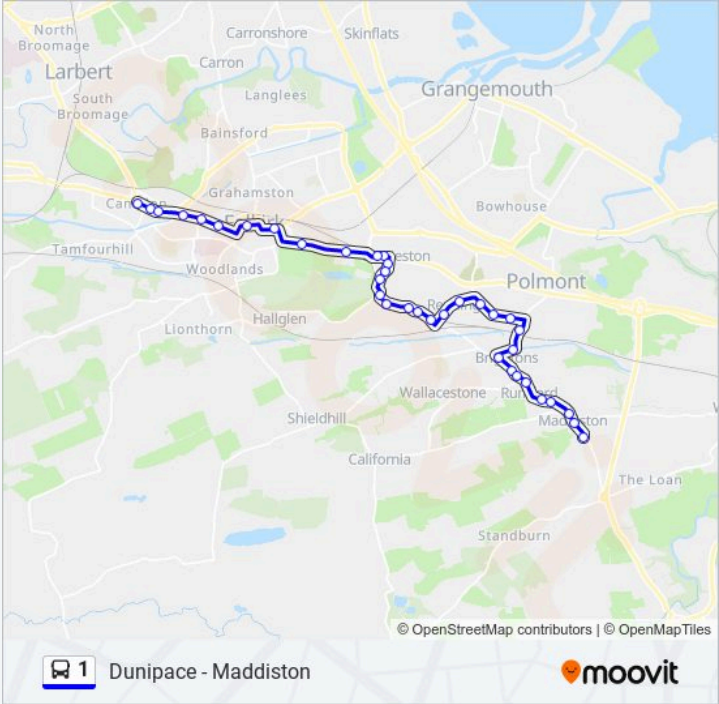 North
Broomage
Carronshore
Skinflats
Larbert
Carron
Grangemouth
South
Broomage
Langlees
Bainsford
Grahamston
Bowhouse
Tamfourhill
Woodlands
Polmont
Hallglen
Lionthorn
Wallacestone
Shieldhill
California
The Loan
Standburn
© OpenStreetMap contributors | © OpenMapTiles
1 Dunipace - Maddiston
moovit